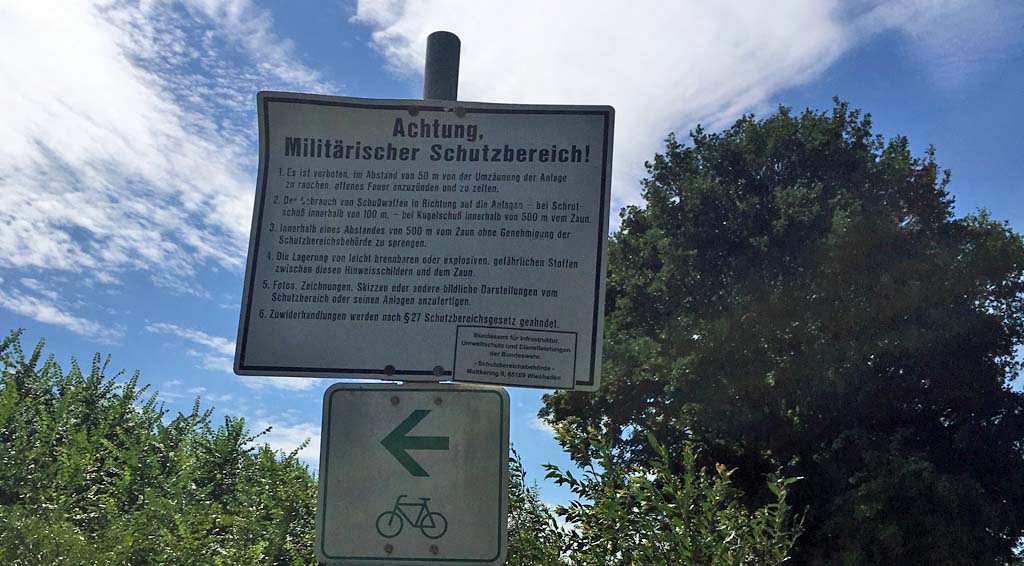 Achtung,
Militärischer Schutzbereich!
1. Es ist verboten, im Abstand von 50 m von der Umzäunung der Anlage
zu rauchen, offenes Feuer anzuzünden und zu zelten.
2. Der Gebrauch von Schußwaffen in Richtung auf die Anlagen – bei Schrot-
schuß innerhalb von 100 m. – bei Kugelschuß innerhalb von 500 m vom Zaun.
3. Innerhalb eines Abstandes von 500 m vom Zaun ohne Genehmigung der
Schutzbereichsbehörde zu sprengen.
4. Die Lagerung von leicht brennbaren oder explosiven, gefährlichen Stoffen
zwischen diesen Hinweisschildern und dem Zaun.
5. Fotos, Zeichnungen, Skizzen oder andere bildliche Darstellungen vom
Schutzbereich oder seinen Anlagen anzufertigen.
6. Zuwiderhandlungen werden nach § 27 Schutzbereichsgesetz geahndet.
Bundesamt für Infrastruktur,
Umweltschutz und Dienstleistungen
der Bundeswehr,
- Schutzbereichsbehörde -
Moltkering 9, 65189 Wiesbaden